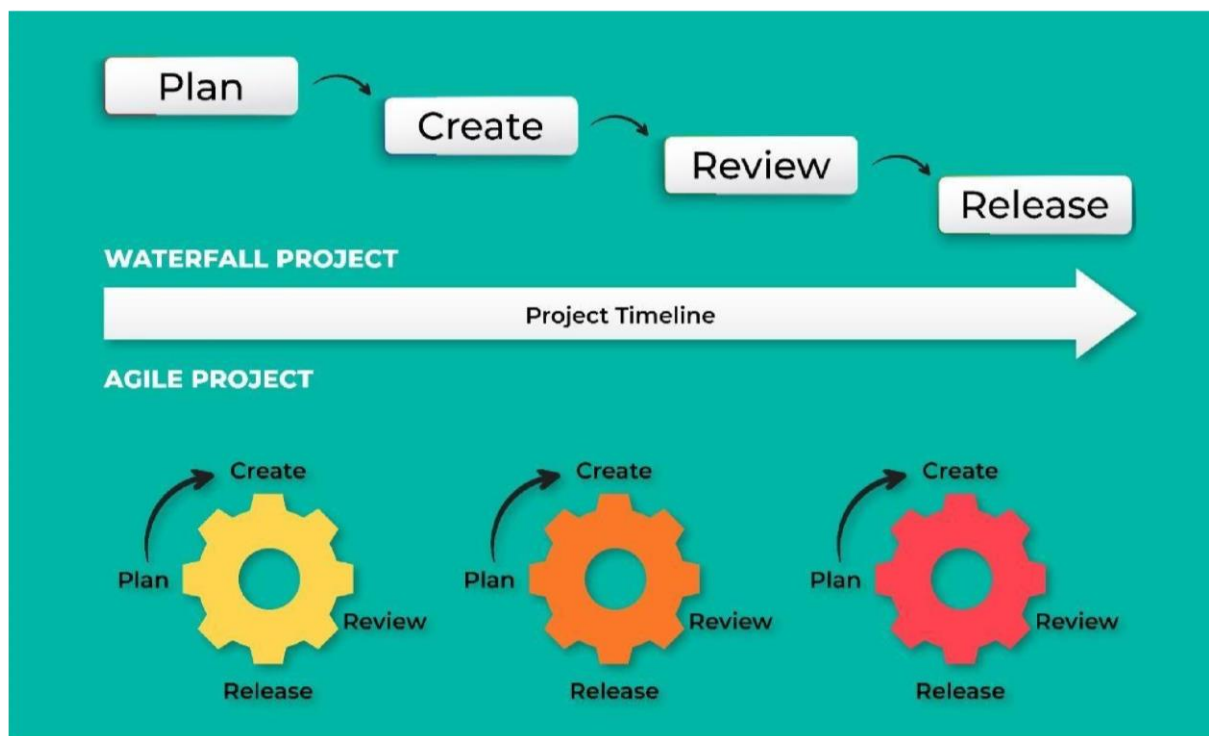 Plan
Create
Review
Release
WATERFALL PROJECT
Project Timeline
AGILE PROJECT
Create
Plan
Review
Release
Create
Plan
Review
Release
Create
Plan
Review
Release